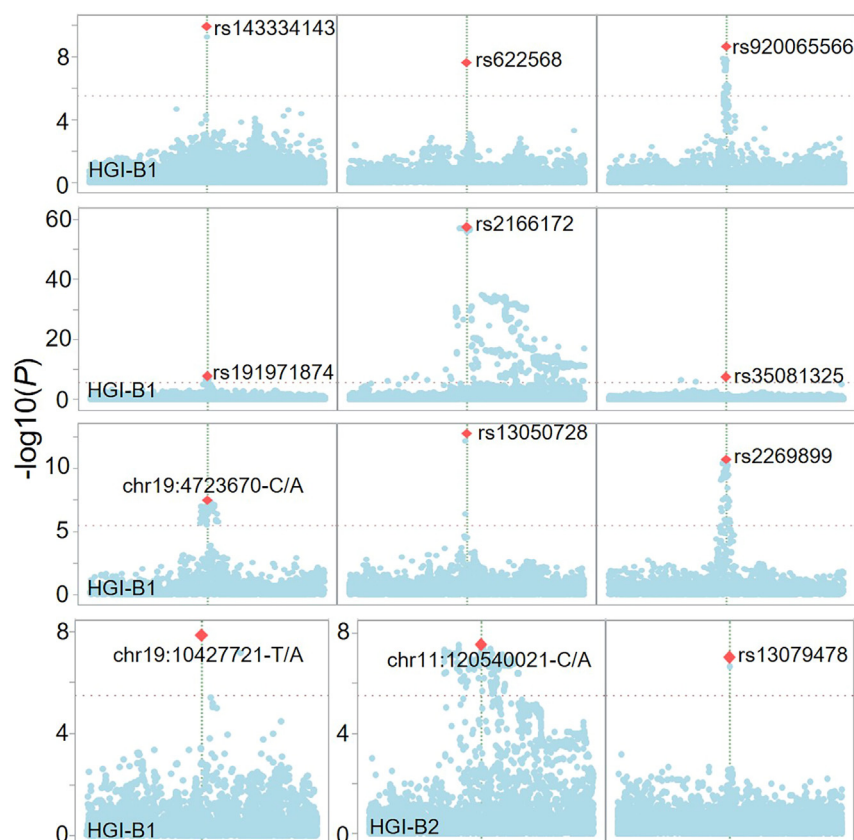 rs143334143
rs622568
rs920065566
8
4
0
HGI-B1
60
rs2166172
40
20
rs191971874
rs35081325
HGI-B1
0
-log10(P)
rs13050728
rs2269899
10
chr19:4723670-C/A
5
HGI-B1
0
8
8
chr19:10427721-T/A
chr11:120540021-C/A
rs13079478
4
4
0
HGI-B1
0
HGI-B2